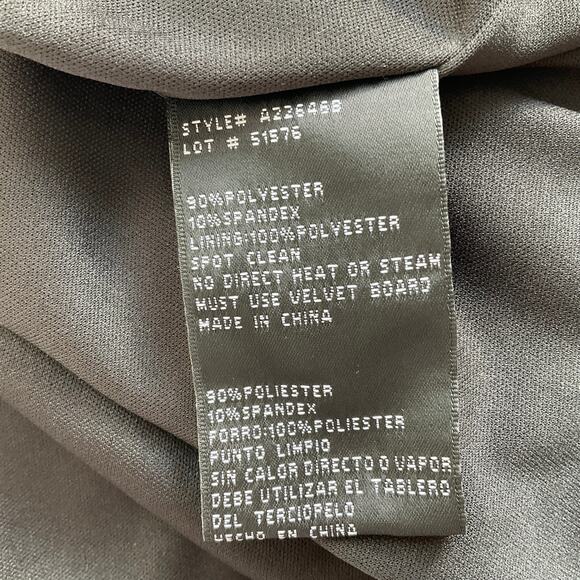 STYLE# A22646B
LOT # 51576
90%POLYESTER
10%SPANDEX
LINING:100%POLYESTER
SPOT CLEAN
NO DIRECT HEAT OR STEAM
MUST USE VELVET BOARD
MADE IN CHINA
90%POLIESTER
10%SPANDEX
FORRO:100%POLIESTER
PUNTO LIMPIO
SIN CALOR DIRECTO O VAPOR
DEBE UTILIZAR EL TABLERO
DEL TERCIOPELO
HECHO EN CHINA